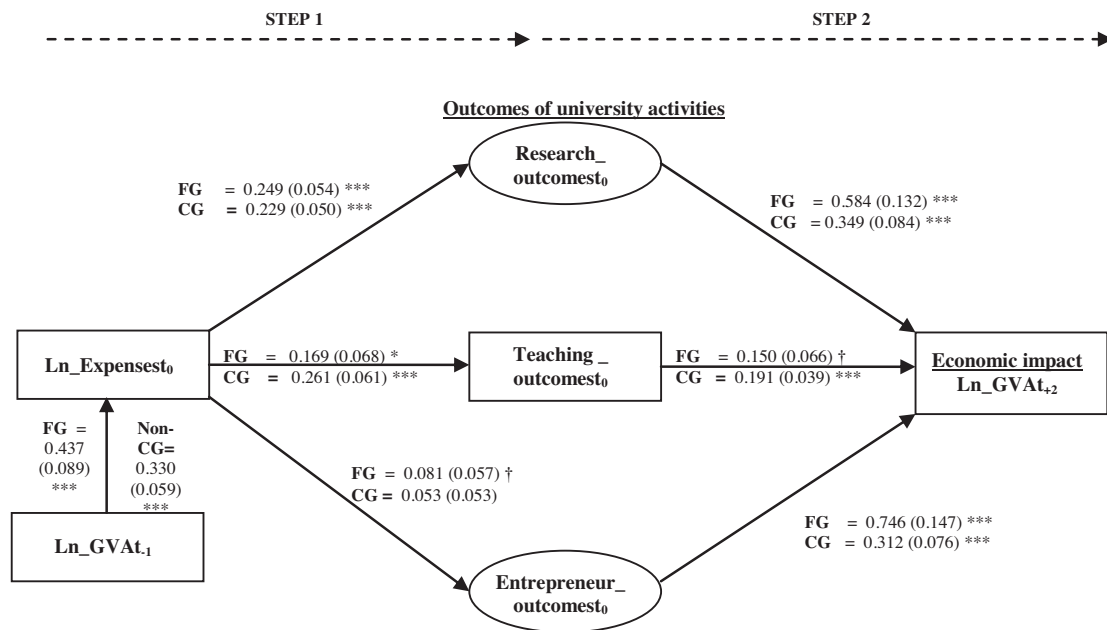 STEP 1
STEP 2
Outcomes of university activities
Research_
outcomest₀
FG = 0.249 (0.054) ***
CG = 0.229 (0.050) ***
FG = 0.584 (0.132) ***
CG = 0.349 (0.084) ***
Ln_Expensest₀
FG = 0.169 (0.068) *
CG = 0.261 (0.061) ***
Teaching _
outcomest₀
FG = 0.150 (0.066) †
CG = 0.191 (0.039) ***
Economic impact
Ln_GVAt₊₂
FG =
0.437
(0.089)
***
Non-
CG=
0.330
(0.059)
***
FG = 0.081 (0.057) †
CG = 0.053 (0.053)
FG = 0.746 (0.147) ***
CG = 0.312 (0.076) ***
Ln_GVAt₋₁
Entrepreneur_
outcomest₀